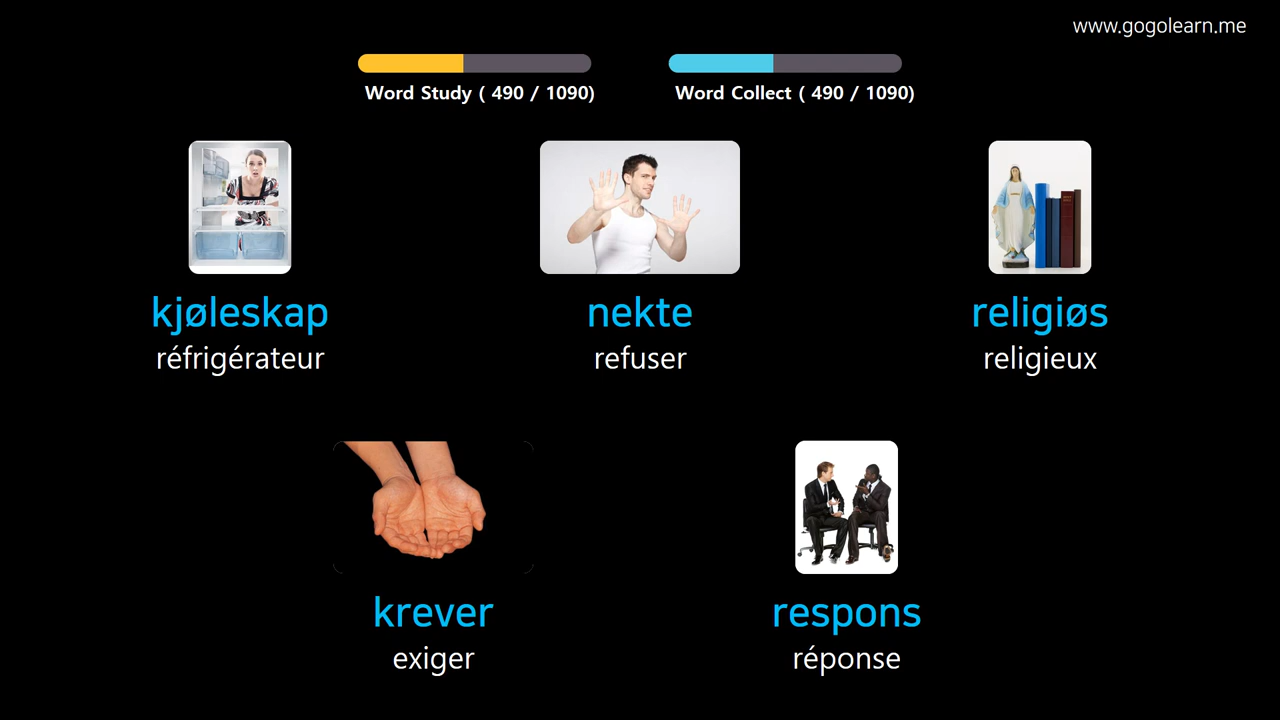 www.gogolearn.me
Word Study ( 490 / 1090)
Word Collect ( 490 / 1090)
kjøleskap
réfrigérateur
nekte
refuser
religiøs
religieux
krever
exiger
respons
réponse